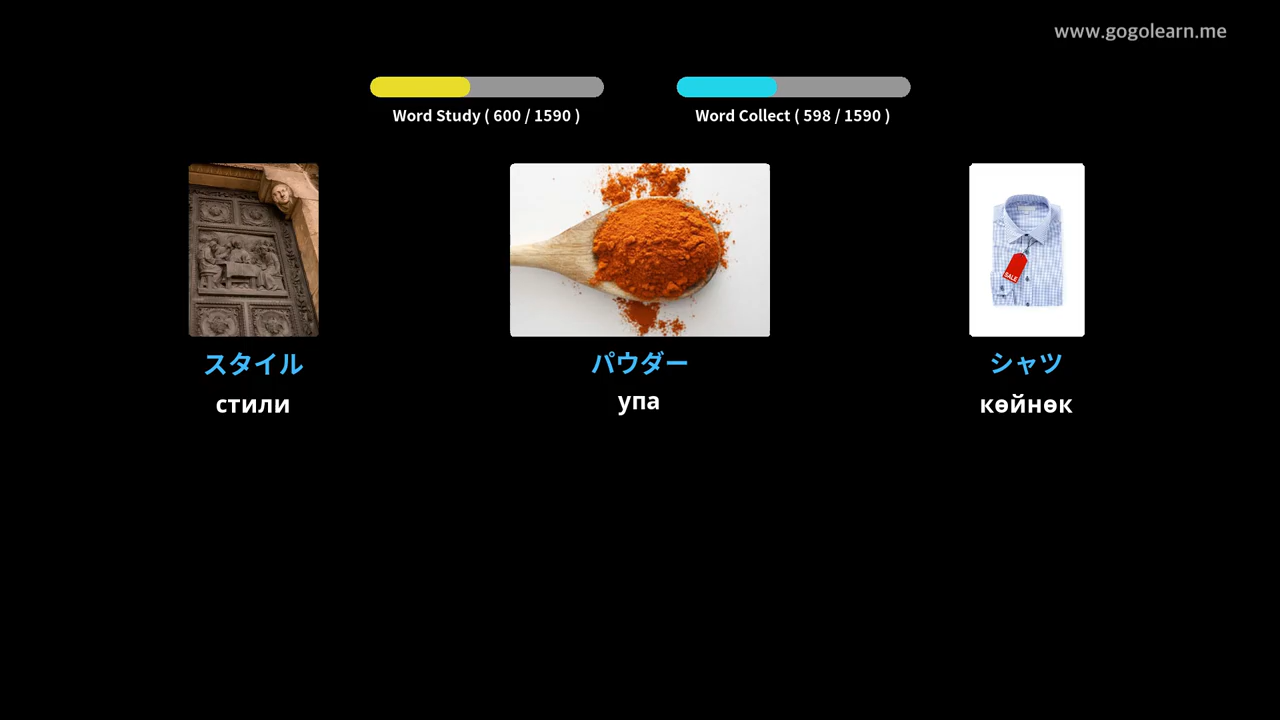 www.gogolearn.me
Word Study ( 600 / 1590 )
Word Collect ( 598 / 1590 )
スタイル
パウダー
シャツ
стили
упа
көйнөк
SALE